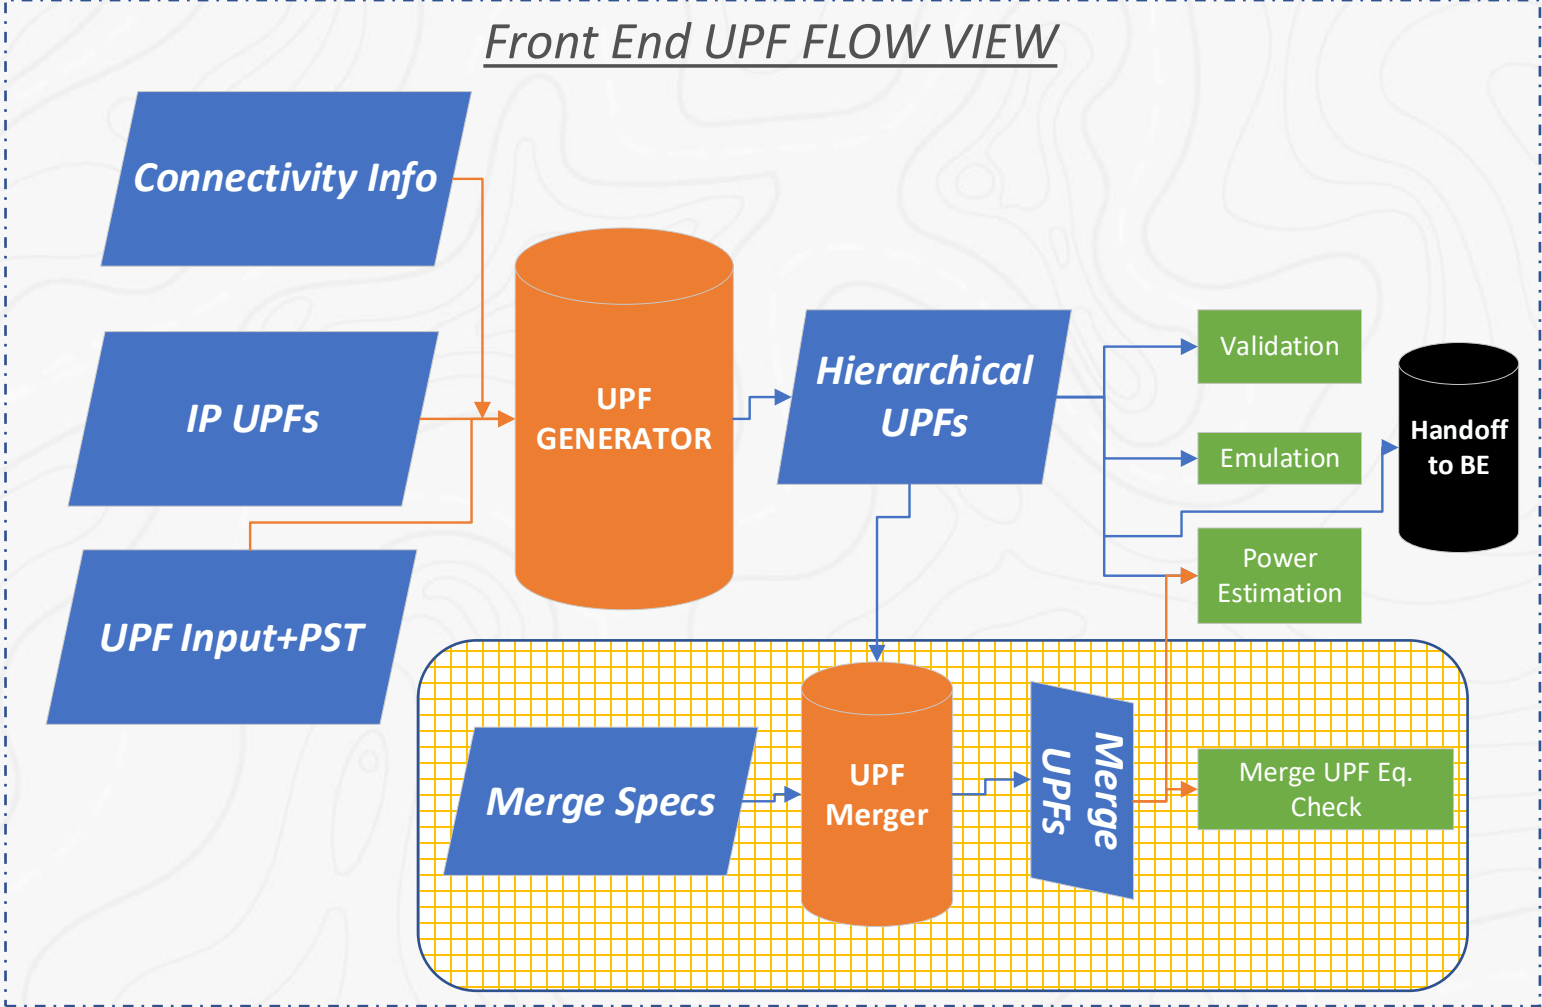 Front End UPF FLOW VIEW
Connectivity Info
IP UPFs
UPF Input+PST
UPF
GENERATOR
Hierarchical
UPFs
Validation
Emulation
Power
Estimation
Handoff
to BE
Merge Specs
UPF
Merger
Merge
UPFs
Merge UPF Eq.
Check